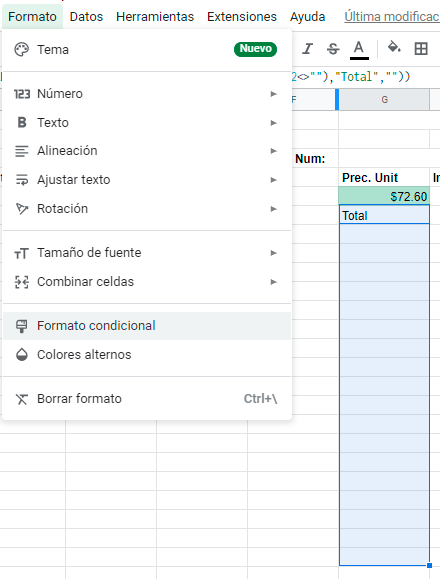 Formato Datos Herramientas Extensiones Ayuda Última modificac
Tema Nuevo
2<>""),"Total",""))
123 Número
F G
B Texto
Alineación
Num:
Ajustar texto
Prec. Unit
$72.60
Rotación
Total
Tamaño de fuente
Combinar celdas
Formato condicional
Colores alternos
Borrar formato Ctrl+\